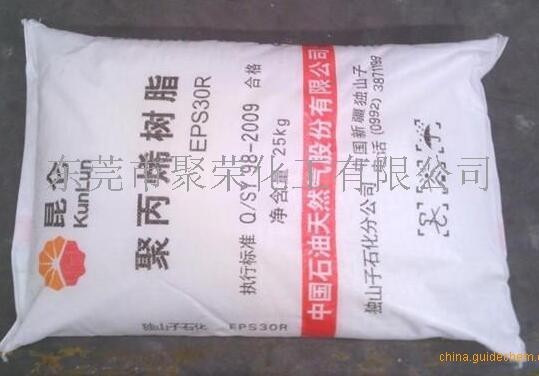 昆仑
KunLun
聚丙烯树脂
EPS30R
执行标准 Q/SY 98-2009 合格
净含量:25kg
中国石油天然气股份有限公司
独山子石化分公司 中国新疆独山子
电话(0992)3871199
独山子石化 EPS30R
东莞市聚荣化工有限公司
china.guidechem.com